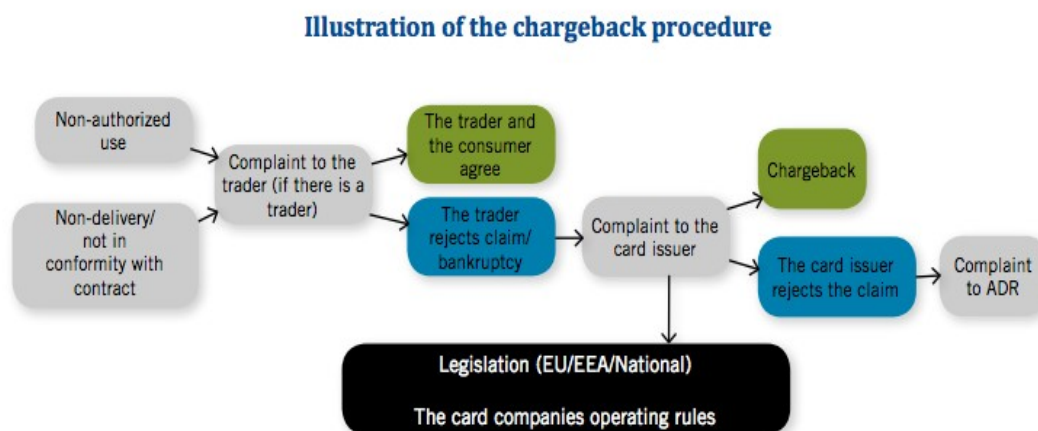 Illustration of the chargeback procedure
Non-authorized
use
Non-delivery/
not in
conformity with
contract
Complaint to the
trader (if there is a
trader)
The trader and
the consumer
agree
The trader
rejects claim/
bankruptcy
Complaint to the
card issuer
Chargeback
The card issuer
rejects the claim
Complaint
to ADR
Legislation (EU/EEA/National)
The card companies operating rules